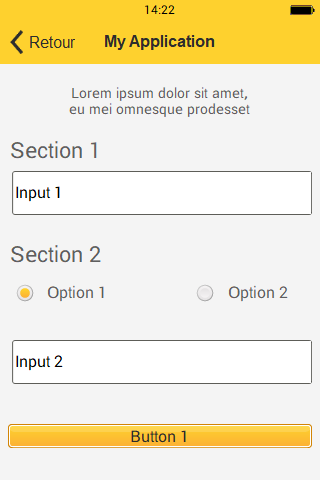 14:22
Retour
My Application
Lorem ipsum dolor sit amet,
eu mei omnesque prodesset
Section 1
Input 1
Section 2
Option 1
Option 2
Input 2
Button 1